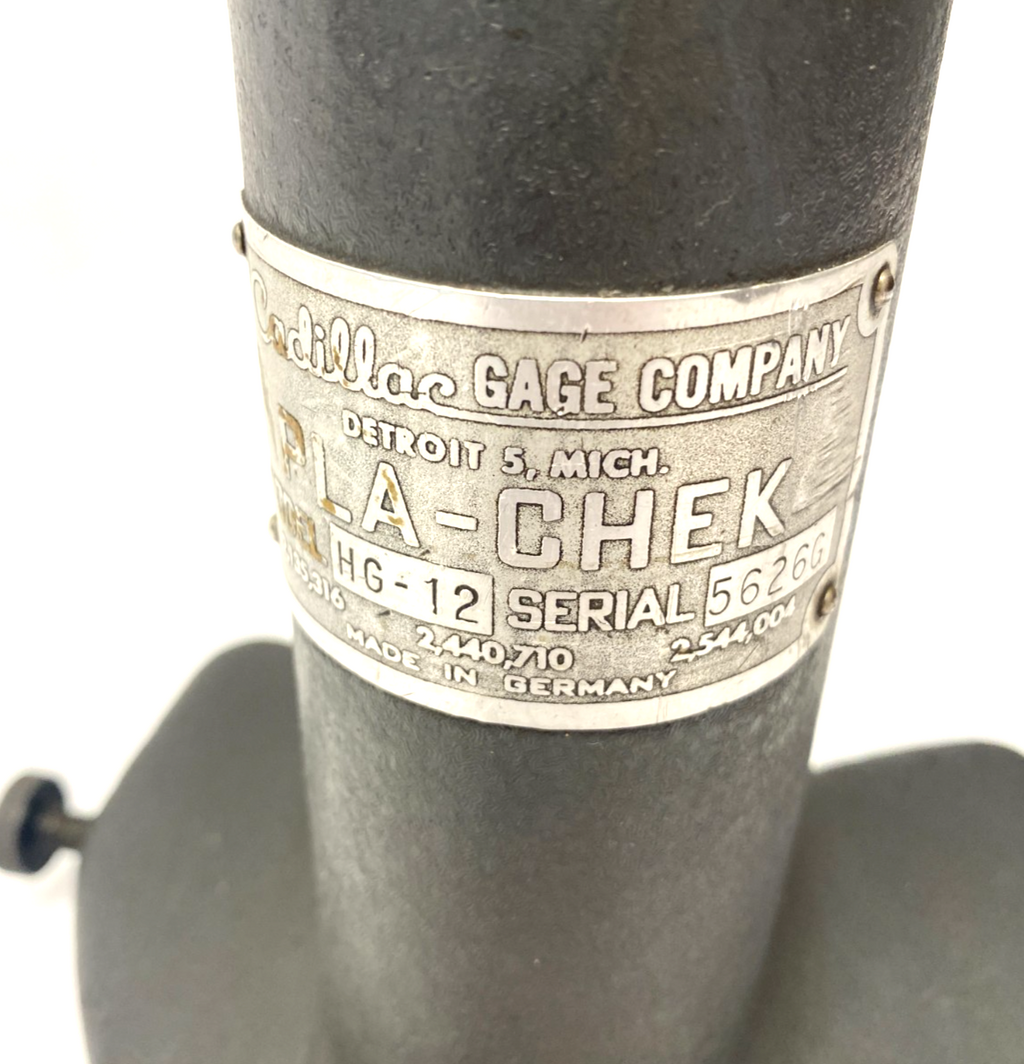 Cadillac GAGE COMPANY
DETROIT 5, MICH.
PLA-CHEK
MODEL HG-12 SERIAL 5626G
2,440,710 2,544,004
MADE IN GERMANY